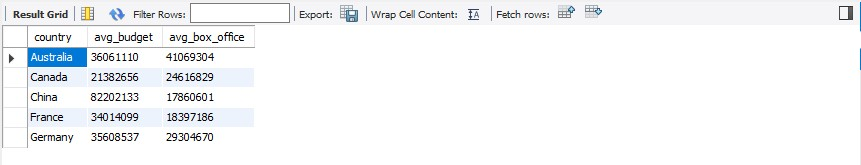 Result Grid Filter Rows: Export: Wrap Cell Content: Fetch rows:
country avg_budget avg_box_office
Australia 36061110 41069304
Canada 21382656 24616829
China 82202133 17860601
France 34014099 18397186
Germany 35608537 29304670